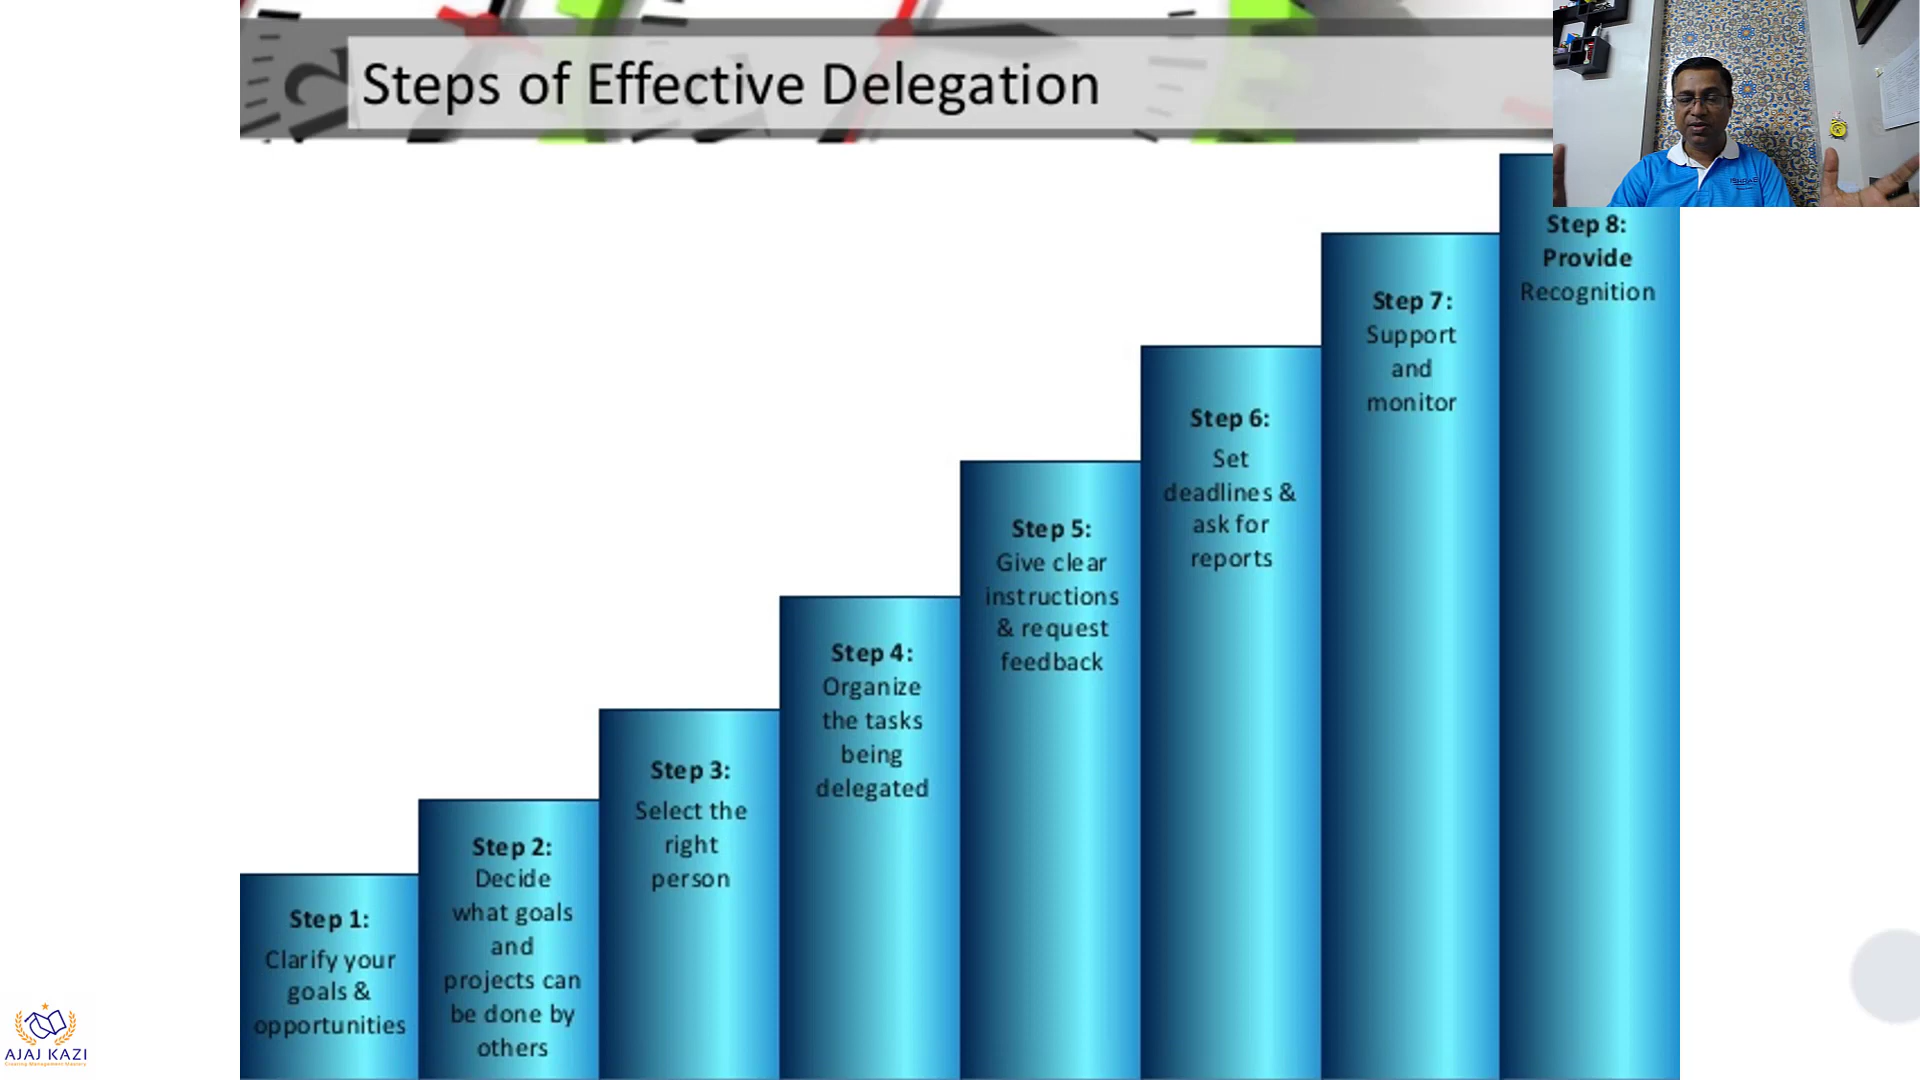 Steps of Effective Delegation
Step 1:
Clarify your
goals &
opportunities
Step 2:
Decide
what goals
and
projects can
be done by
others
Step 3:
Select the
right
person
Step 4:
Organize
the tasks
being
delegated
Step 5:
Give clear
instructions
& request
feedback
Step 6:
Set
deadlines &
ask for
reports
Step 7:
Support
and
monitor
Step 8:
Provide
Recognition
AJAJ KAZI